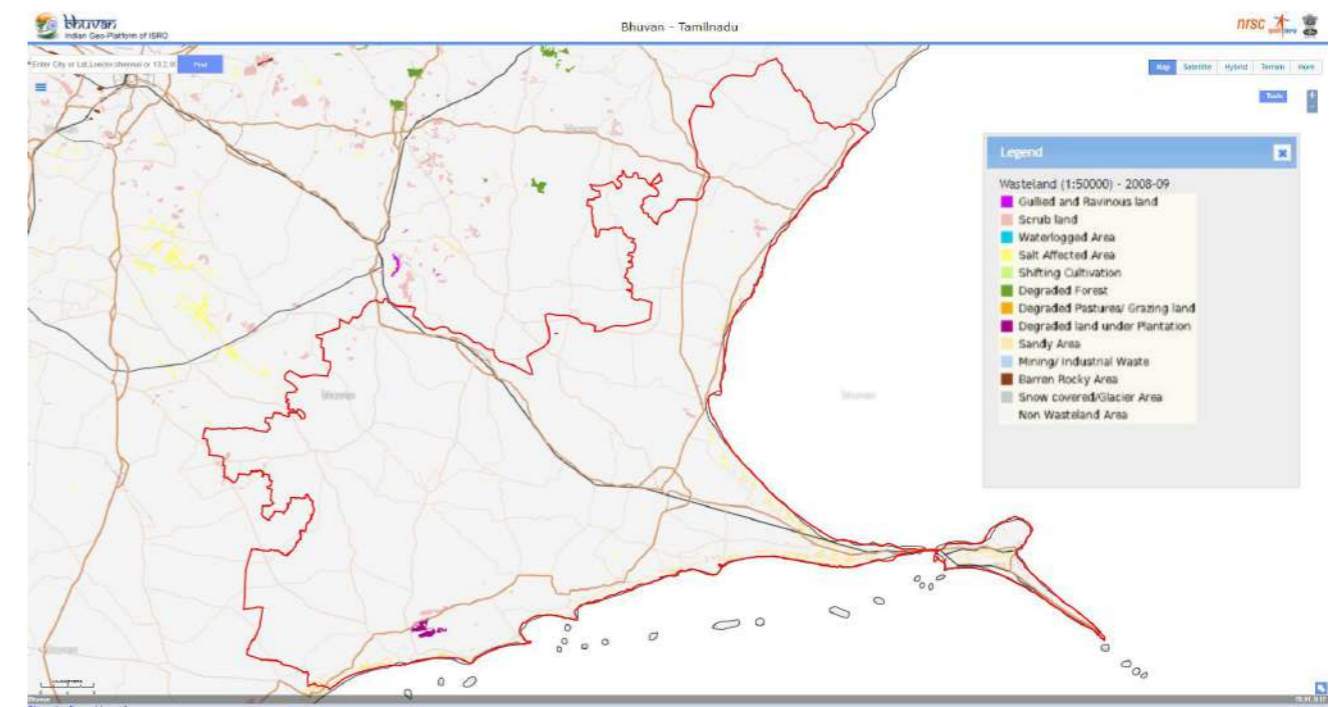 bhuvan
Indian Geo-Platform of ISRO
Bhuvan - Tamilnadu
nrsc
Find
Map Satellite Hybrid Terrain more
Tools
Legend
Wasteland (1:50000) - 2008-09
Gullied and Ravinous land
Scrub land
Waterlogged Area
Salt Affected Area
Shifting Cultivation
Degraded Forest
Degraded Pastures/ Grazing land
Degraded land under Plantation
Sandy Area
Mining/ Industrial Waste
Barren Rocky Area
Snow covered/Glacier Area
Non Wasteland Area